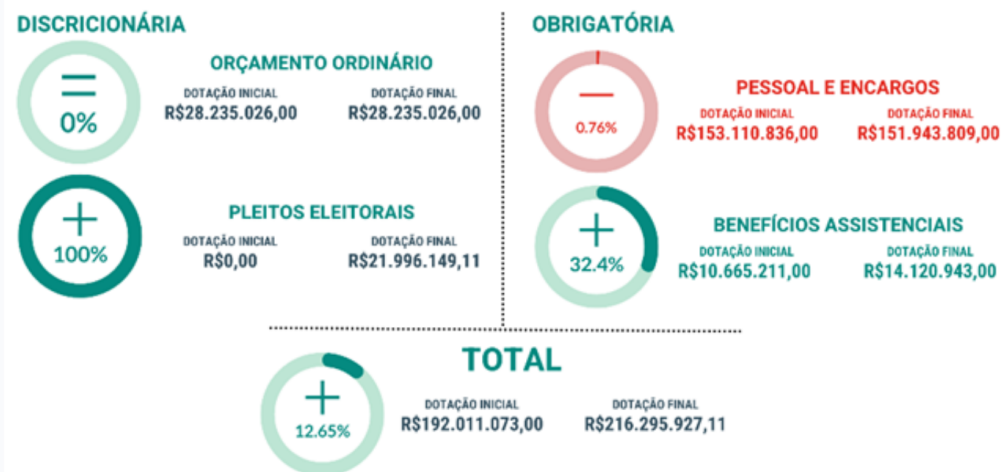 DISCRICIONÁRIA
ORÇAMENTO ORDINÁRIO
DOTAÇÃO INICIAL DOTAÇÃO FINAL
R$28.235.026,00 R$28.235.026,00
0%
PLEITOS ELEITORAIS
DOTAÇÃO INICIAL DOTAÇÃO FINAL
R$0,00 R$21.996.149,11
+
100%
OBRIGATÓRIA
PESSOAL E ENCARGOS
DOTAÇÃO INICIAL DOTAÇÃO FINAL
R$153.110.836,00 R$151.943.809,00
—
0.76%
BENEFÍCIOS ASSISTENCIAIS
DOTAÇÃO INICIAL DOTAÇÃO FINAL
R$10.665.211,00 R$14.120.943,00
+
32.4%
TOTAL
DOTAÇÃO INICIAL DOTAÇÃO FINAL
R$192.011.073,00 R$216.295.927,11
+
12.65%